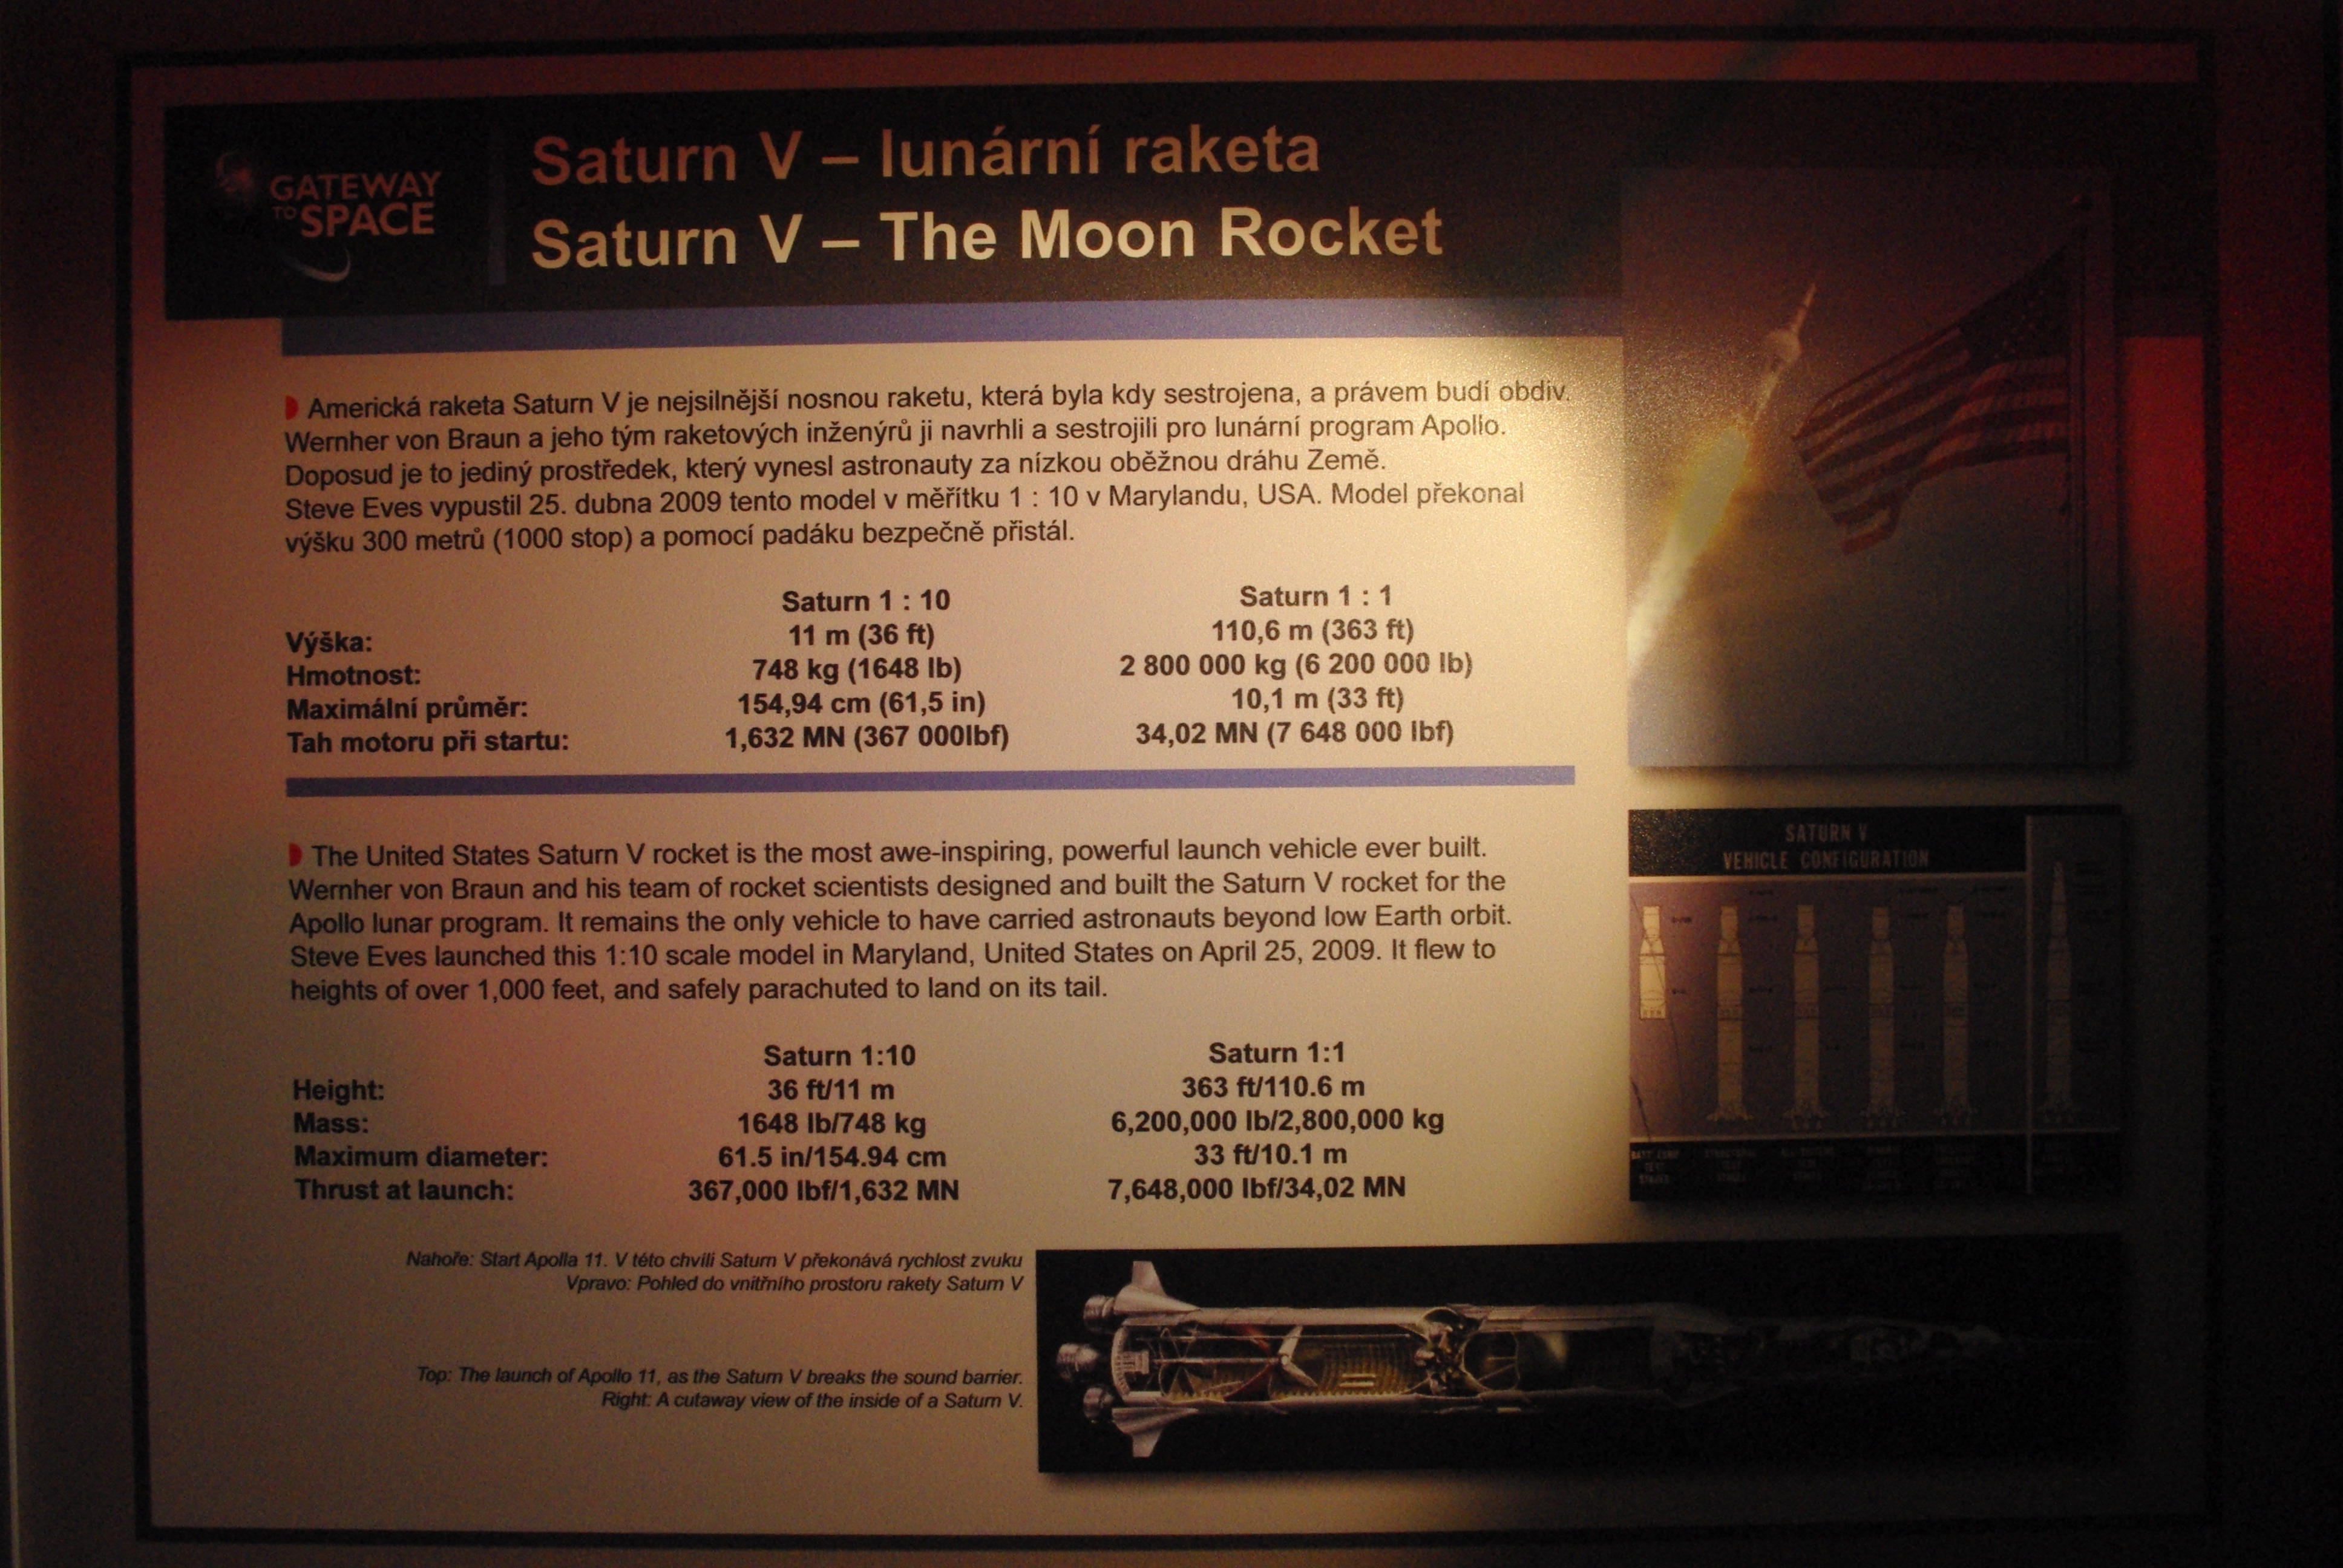 GATEWAY
TO SPACE
Saturn V – lunární raketa
Saturn V – The Moon Rocket
Americká raketa Saturn V je nejsilnější nosnou raketu, která byla kdy sestrojena, a právem budí obdiv.
Wernher von Braun a jeho tým raketových inženýrů ji navrhli a sestrojili pro lunární program Apollo.
Doposud je to jediný prostředek, který vynesl astronauty za nízkou oběžnou dráhu Země.
Steve Eves vypustil 25. dubna 2009 tento model v měřítku 1 : 10 v Marylandu, USA. Model překonal
výšku 300 metrů (1000 stop) a pomocí padáku bezpečně přistál.
Saturn 1 : 10 Saturn 1 : 1
Výška: 11 m (36 ft) 110,6 m (363 ft)
Hmotnost: 748 kg (1648 lb) 2 800 000 kg (6 200 000 lb)
Maximální průměr: 154,94 cm (61,5 in) 10,1 m (33 ft)
Tah motoru při startu: 1,632 MN (367 000lbf) 34,02 MN (7 648 000 lbf)
The United States Saturn V rocket is the most awe-inspiring, powerful launch vehicle ever built.
Wernher von Braun and his team of rocket scientists designed and built the Saturn V rocket for the
Apollo lunar program. It remains the only vehicle to have carried astronauts beyond low Earth orbit.
Steve Eves launched this 1:10 scale model in Maryland, United States on April 25, 2009. It flew to
heights of over 1,000 feet, and safely parachuted to land on its tail.
Saturn 1:10 Saturn 1:1
Height: 36 ft/11 m 363 ft/110.6 m
Mass: 1648 lb/748 kg 6,200,000 lb/2,800,000 kg
Maximum diameter: 61.5 in/154.94 cm 33 ft/10.1 m
Thrust at launch: 367,000 lbf/1,632 MN 7,648,000 lbf/34,02 MN
SATURN V
VEHICLE CONFIGURATION
Nahoře: Start Apolla 11. V této chvíli Saturn V překonává rychlost zvuku
Vpravo: Pohled do vnitřního prostoru rakety Saturn V
Top: The launch of Apollo 11, as the Saturn V breaks the sound barrier.
Right: A cutaway view of the inside of a Saturn V.